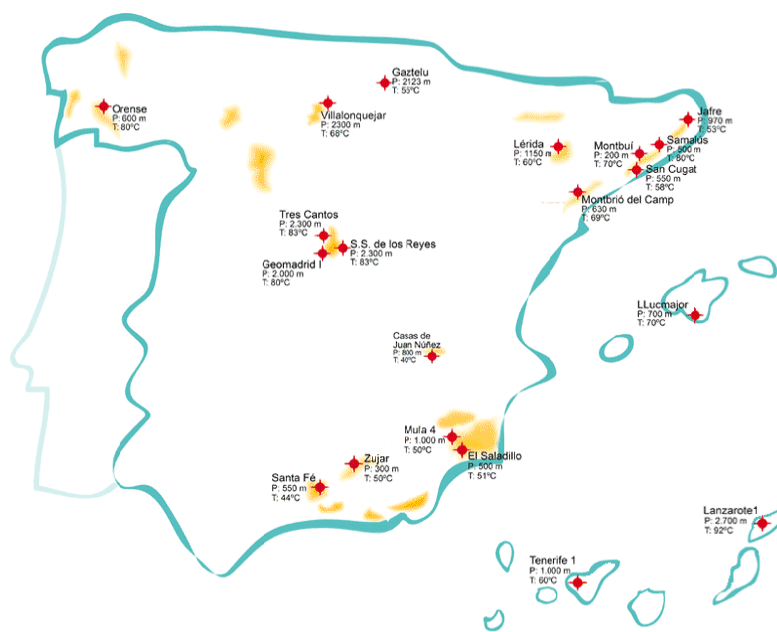 Gaztelu
P: 2123 m
T: 55ºC
Orense
P: 600 m
T: 80ºC
Villalonquejar
P: 2300 m
T: 68ºC
Jafre
P: 970 m
T: 53ºC
Lérida
P: 1150 m
T: 60ºC
Montbuí
P: 200 m
T: 70ºC
Samalús
P: 500 m
T: 80ºC
San Cugat
P: 550 m
T: 58ºC
Montbrió del Camp
P: 630 m
T: 69ºC
Tres Cantos
P: 2.300 m
T: 83ºC
S.S. de los Reyes
P: 2.300 m
T: 83ºC
Geomadrid I
P: 2.000 m
T: 80ºC
LLucmajor
P: 700 m
T: 70ºC
Casas de
Juan Núñez
P: 800 m
T: 40ºC
Mula 4
P: 1.000 m
T: 50ºC
El Saladillo
P: 500 m
T: 51ºC
Zujar
P: 300 m
T: 50ºC
Santa Fé
P: 550 m
T: 44ºC
Lanzarote1
P: 2.700 m
T: 92ºC
Tenerife 1
P: 1.000 m
T: 60ºC